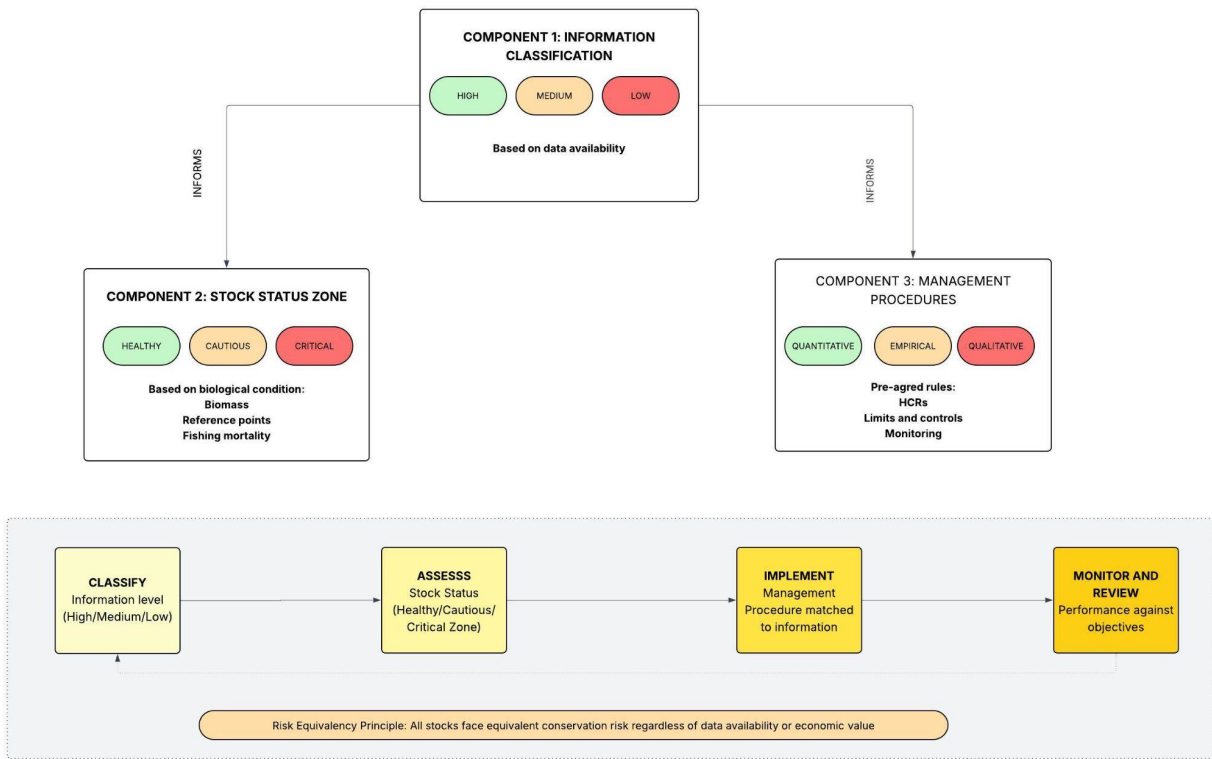 COMPONENT 1: INFORMATION
CLASSIFICATION
HIGH
MEDIUM
LOW
Based on data availability
INFORMS
INFORMS
COMPONENT 2: STOCK STATUS ZONE
HEALTHY
CAUTIOUS
CRITICAL
Based on biological condition:
Biomass
Reference points
Fishing mortality
COMPONENT 3: MANAGEMENT
PROCEDURES
QUANTITATIVE
EMPIRICAL
QUALITATIVE
Pre-agred rules:
HCRs
Limits and controls
Monitoring
CLASSIFY
Information level
(High/Medium/Low)
ASSESSS
Stock Status
(Healthy/Cautious/
Critical Zone)
IMPLEMENT
Management
Procedure matched
to information
MONITOR AND
REVIEW
Performance against
objectives
Risk Equivalency Principle: All stocks face equivalent conservation risk regardless of data availability or economic value